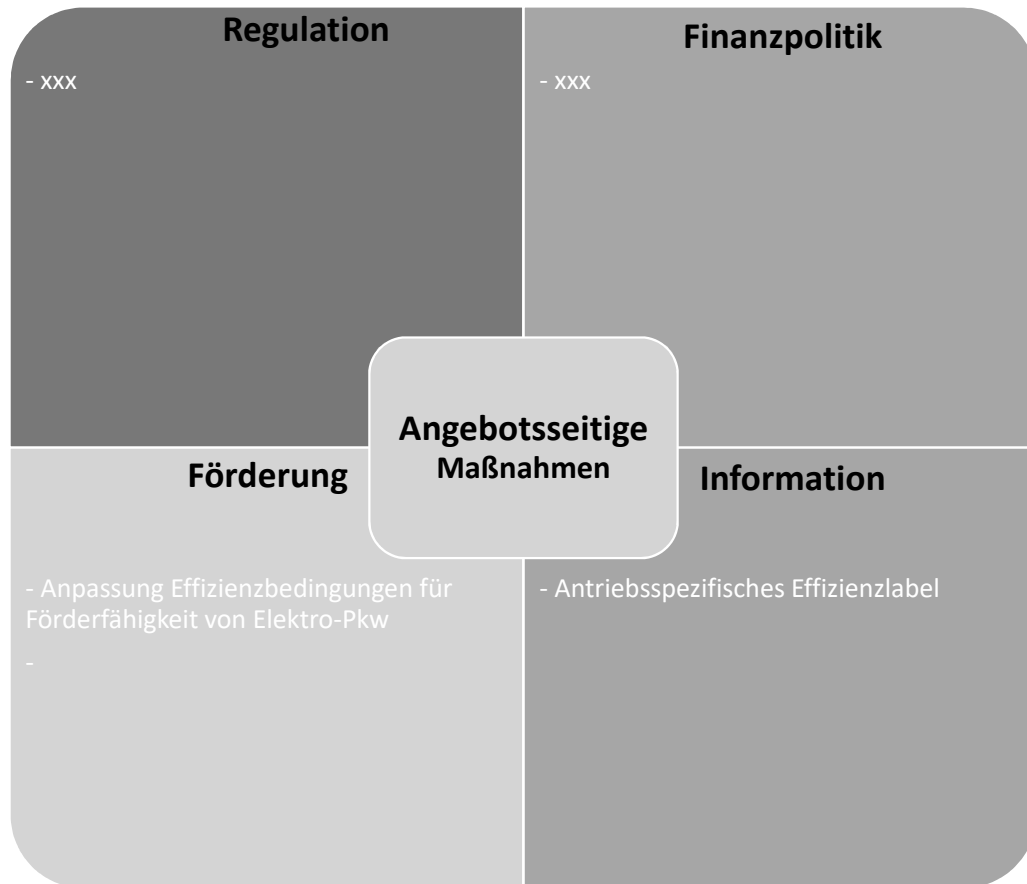 Regulation
- xxx
Finanzpolitik
- xxx
Angebotsseitige
Maßnahmen
Förderung
- Anpassung Effizienzbedingungen für
Förderfähigkeit von Elektro-Pkw
-
Information
- Antriebsspezifisches Effizienzlabel